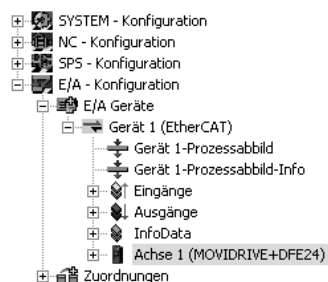 SYSTEM - Konfiguration
NC - Konfiguration
SPS - Konfiguration
E/A - Konfiguration
E/A Geräte
Gerät 1 (EtherCAT)
Gerät 1-Prozessabbild
Gerät 1-Prozessabbild-Info
Eingänge
Ausgänge
InfoData
Achse 1 (MOVIDRIVE+DFE24)
Zuordnungen